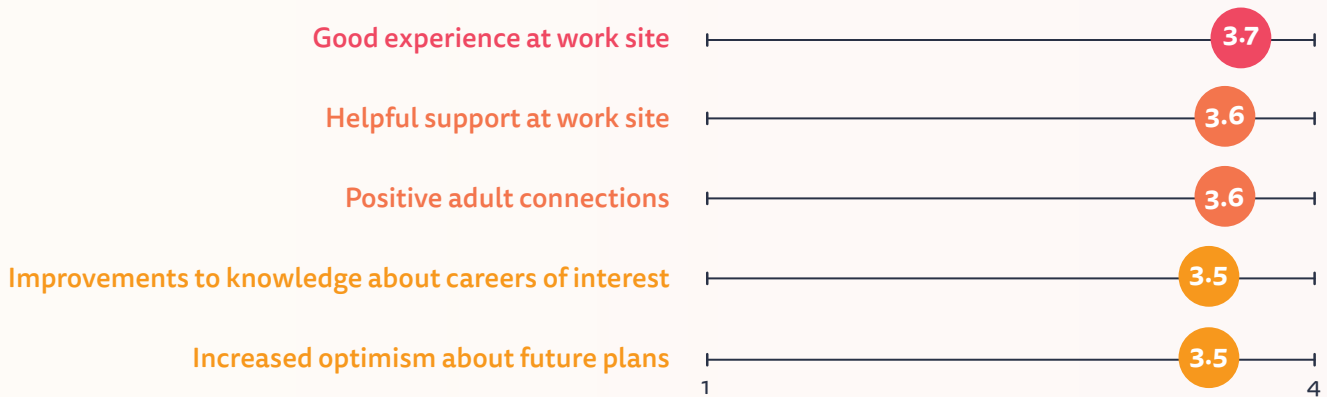 Good experience at work site 3.7
Helpful support at work site 3.6
Positive adult connections 3.6
Improvements to knowledge about careers of interest 3.5
Increased optimism about future plans 3.5
1 4